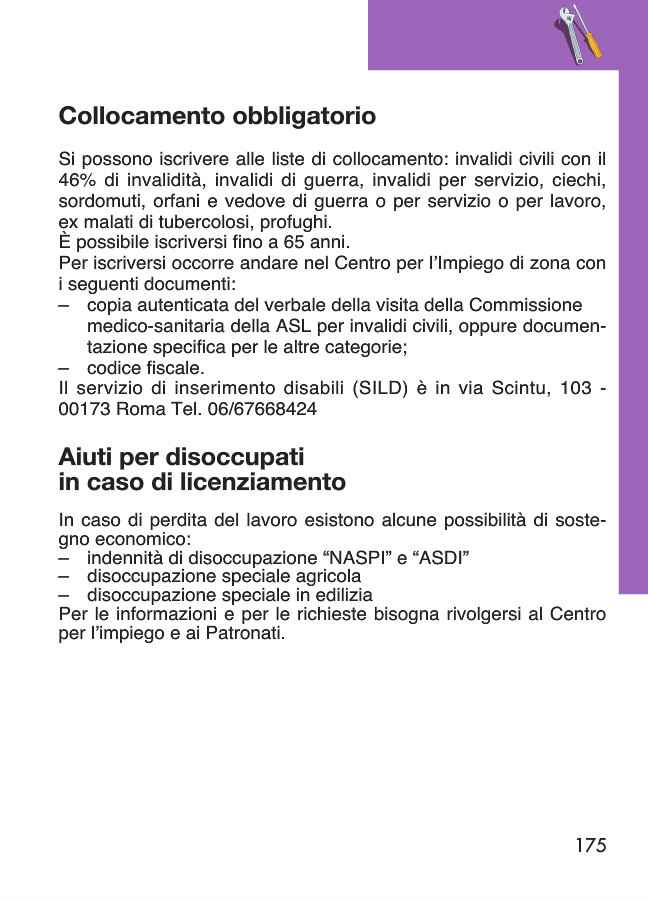 Collocamento obbligatorio
Si possono iscrivere alle liste di collocamento: invalidi civili con il
46% di invalidità, invalidi di guerra, invalidi per servizio, ciechi,
sordomuti, orfani e vedove di guerra o per servizio o per lavoro,
ex malati di tubercolosi, profughi.
È possibile iscriversi fino a 65 anni.
Per iscriversi occorre andare nel Centro per l’Impiego di zona con
i seguenti documenti:
– copia autenticata del verbale della visita della Commissione
medico-sanitaria della ASL per invalidi civili, oppure documen-
tazione specifica per le altre categorie;
– codice fiscale.
Il servizio di inserimento disabili (SILD) è in via Scintu, 103 -
00173 Roma Tel. 06/67668424
Aiuti per disoccupati
in caso di licenziamento
In caso di perdita del lavoro esistono alcune possibilità di soste-
gno economico:
– indennità di disoccupazione “NASPI” e “ASDI”
– disoccupazione speciale agricola
– disoccupazione speciale in edilizia
Per le informazioni e per le richieste bisogna rivolgersi al Centro
per l’impiego e ai Patronati.
175